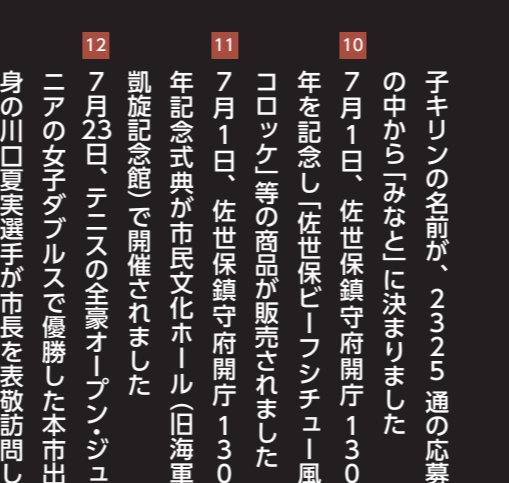 子キリンの名前が、2325通の応募
の中から「みなと」に決まりました
10
7月1日、佐世保鎮守府開庁130
年を記念し「佐世保ビーフシチュー風
コロッケ」等の商品が販売されました
11
7月1日、佐世保鎮守府開庁130
年記念式典が市民文化ホール(旧海軍
凱旋記念館)で開催されました
12
7月23日、テニスの全豪オープン・ジュ
ニアの女子ダブルスで優勝した本市出
身の川口夏実選手が市長を表敬訪問し